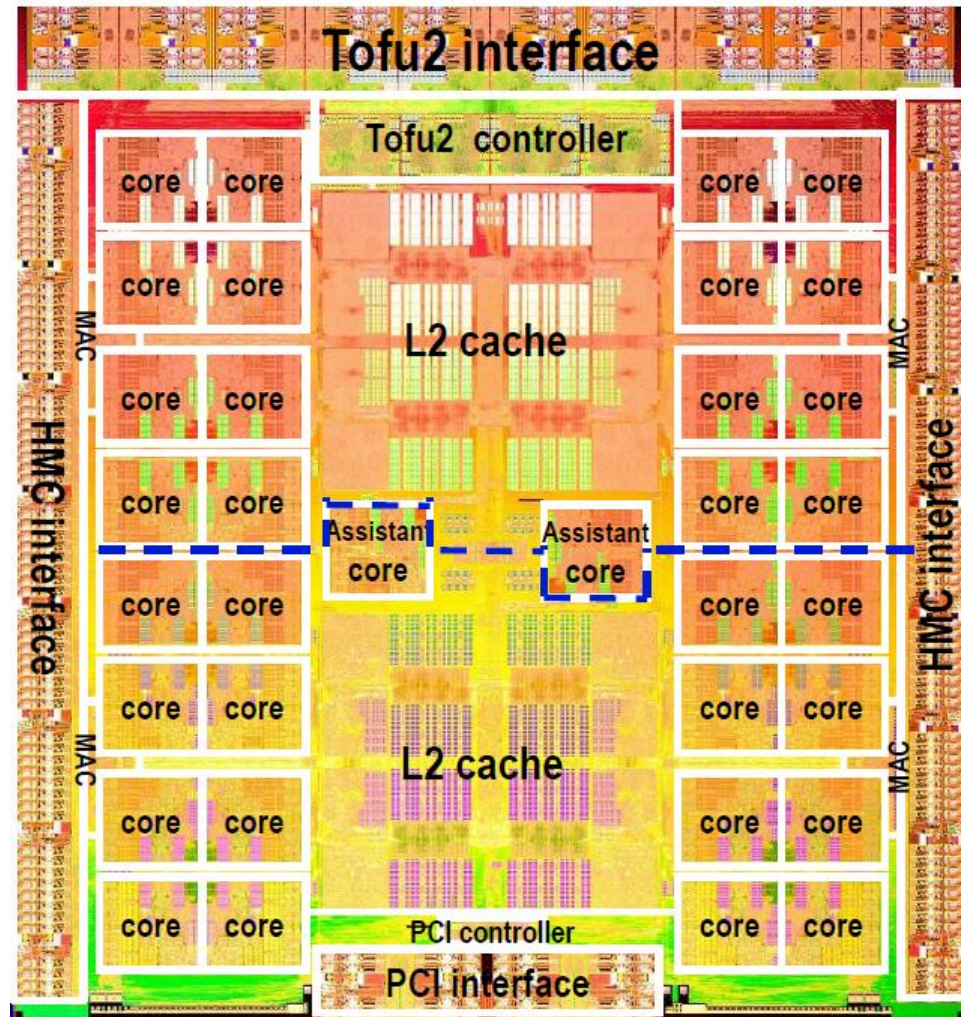 Tofu2 interface
Tofu2 controller
core core core core
core core core core
MAC L2 cache MAC
core core core core
HMC interface HMC interface
core core core core
Assistant core Assistant core
core core core core
core core core core
MAC L2 cache MAC
core core core core
core core core core
PCI controller
PCI interface